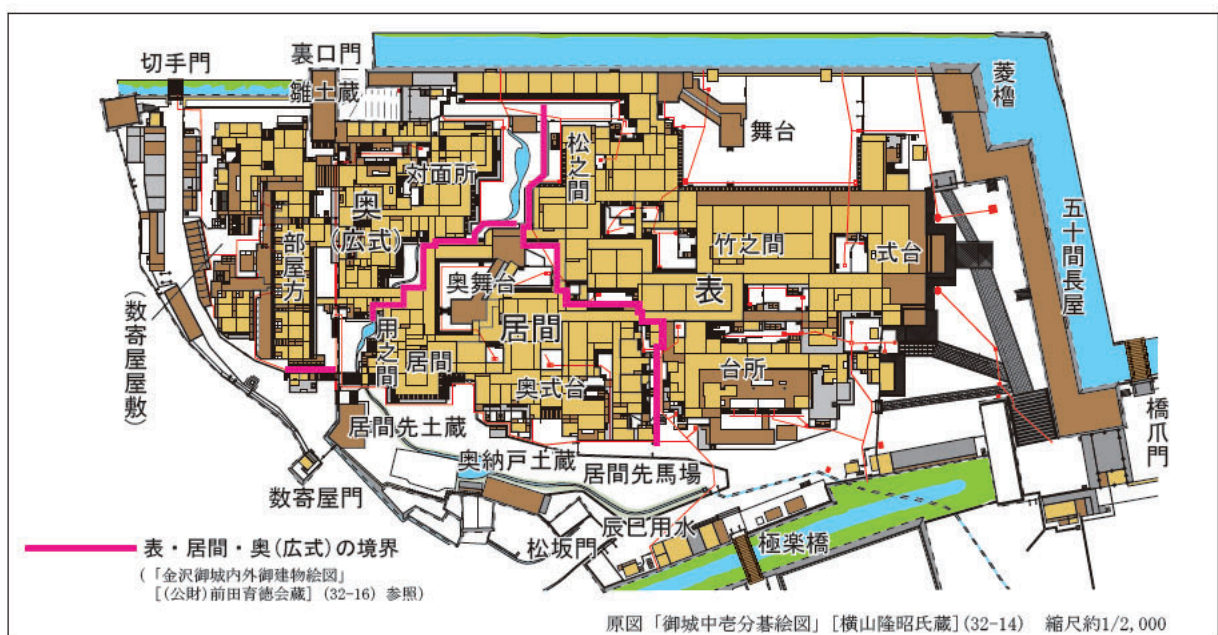 切手門
裏口門
雛土蔵
菱櫓
舞台
松之間
対面所
奥
(広式)
部屋方
竹之間
式台
五十間長屋
表
奥舞台
居間
用之間
居間
(数寄屋屋敷)
台所
奥式台
橋爪門
居間先土蔵
奥納戸土蔵
居間先馬場
数寄屋門
辰巳用水
松坂門
極楽橋
表・居間・奥(広式)の境界
(「金沢御城内外御建物絵図」
[(公財)前田育徳会蔵](32-16) 参照)
原図「御城中壱分碁絵図」[横山隆昭氏蔵](32-14) 縮尺約1/2,000